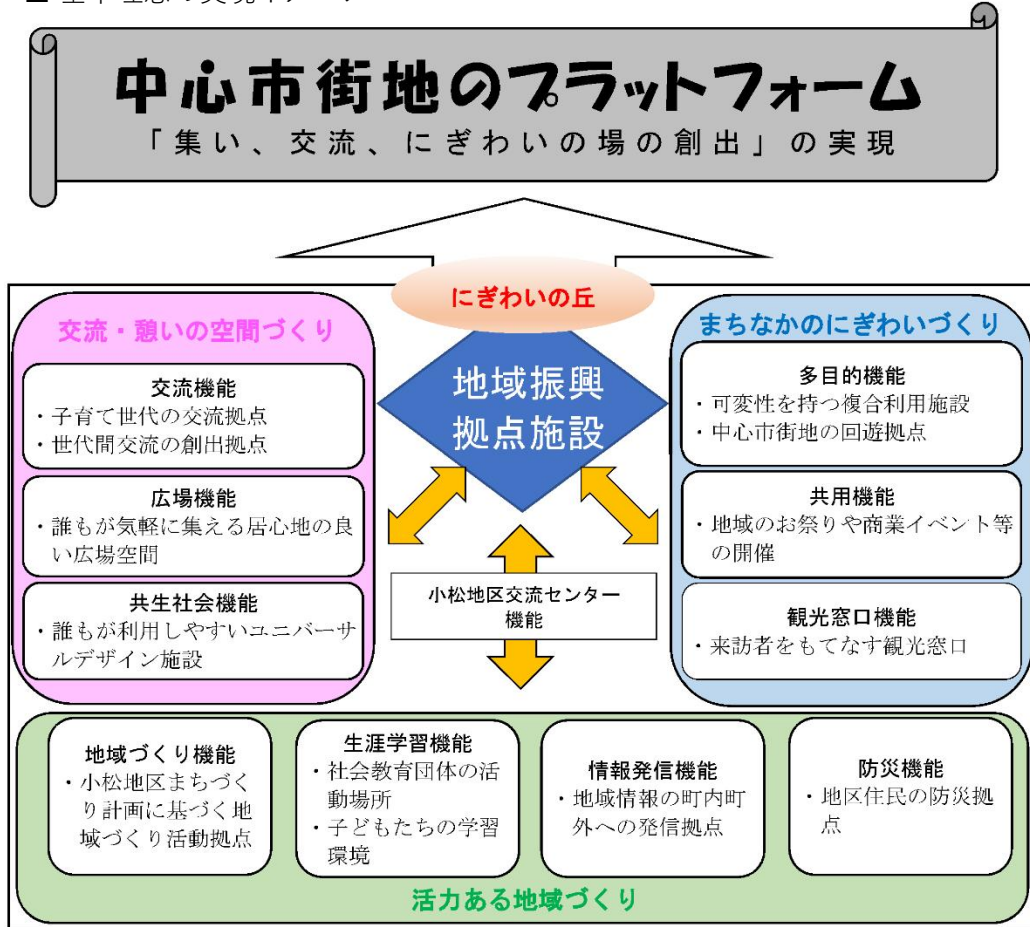 中心市街地のプラットフォーム
「集い、交流、にぎわいの場の創出」の実現
にぎわいの丘
地域振興
拠点施設
交流・憩いの空間づくり
交流機能
・子育て世代の交流拠点
・世代間交流の創出拠点
広場機能
・誰もが気軽に集える居心地の良
い広場空間
共生社会機能
・誰もが利用しやすいユニバーサ
ルデザイン施設
まちなかのにぎわいづくり
多目的機能
・可変性を持つ複合利用施設
・中心市街地の回遊拠点
共用機能
・地域のお祭りや商業イベント等
の開催
観光窓口機能
・来訪者をもてなす観光窓口
小松地区交流センター
機能
地域づくり機能
・小松地区まちづく
り計画に基づく地
域づくり活動拠点
生涯学習機能
・社会教育団体の活
動場所
・子どもたちの学習
環境
情報発信機能
・地域情報の町内町
外への発信拠点
防災機能
・地区住民の防災拠
点
活力ある地域づくり